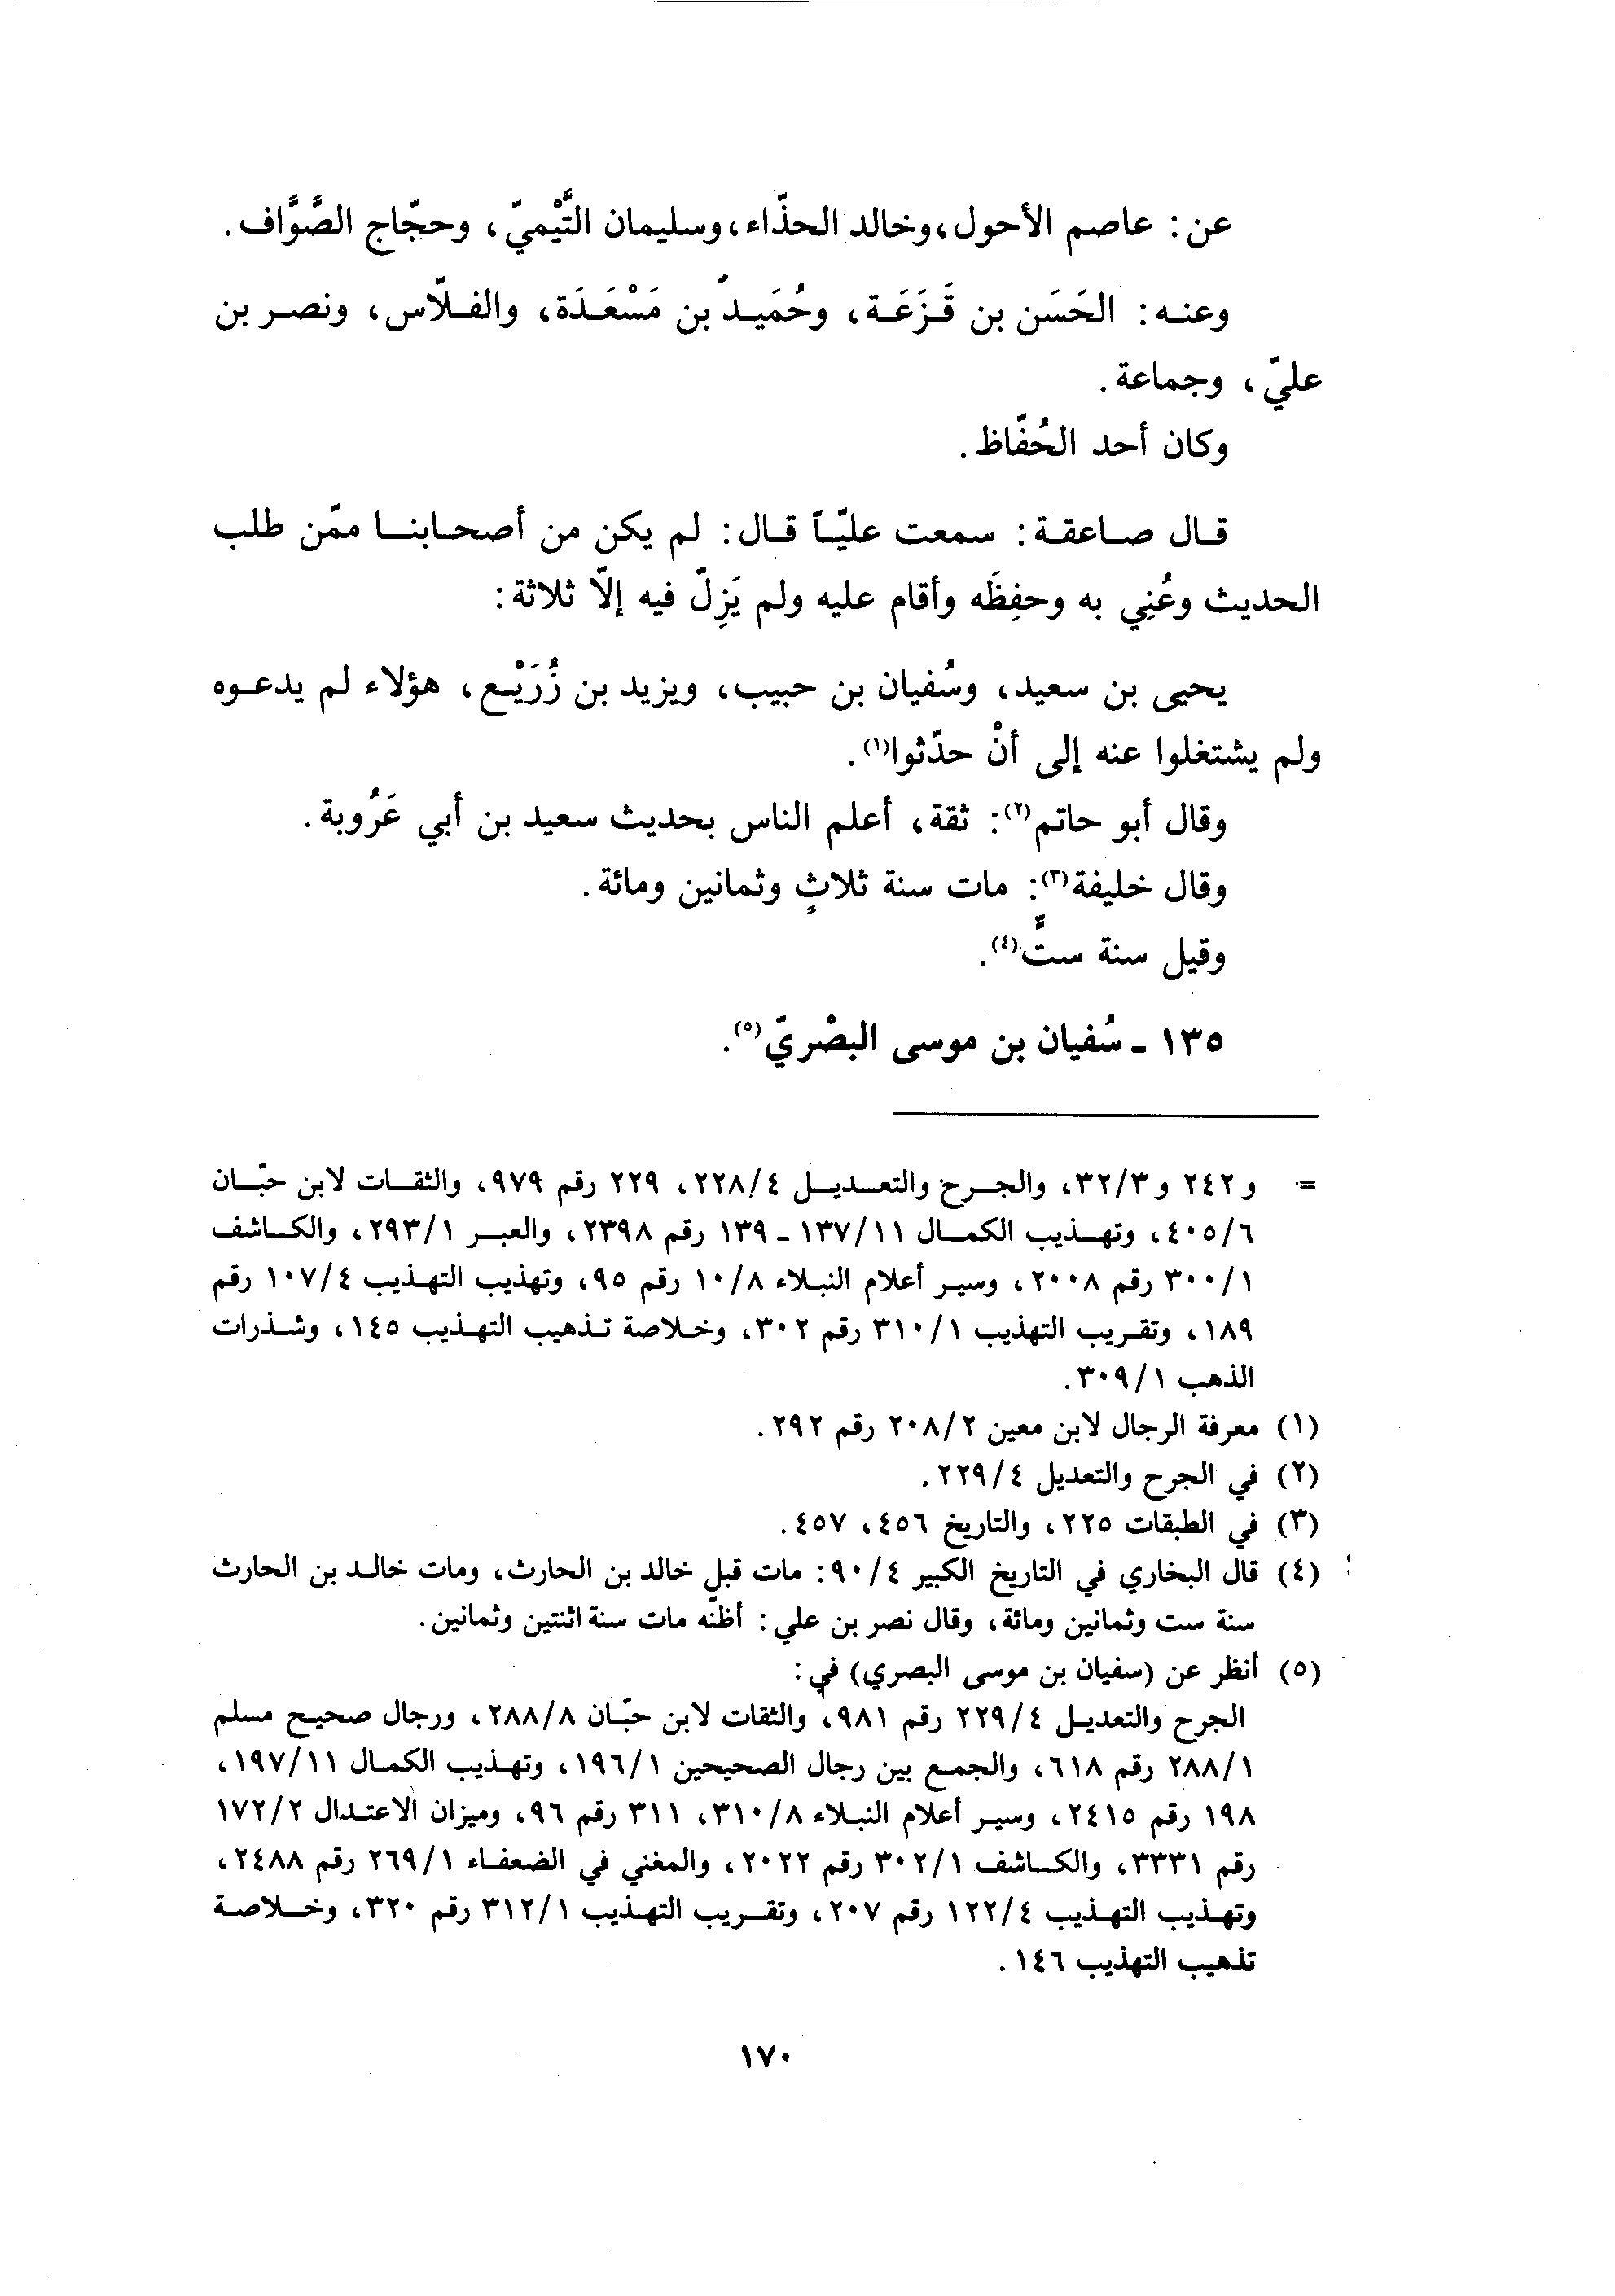 عن: عاصم الأحول، وخالد الحذّاء، وسليمان التَّيْميّ، وحجّاج الصَّوَّاف.
وعنه: الحَسَن بن قَزَعَة، وحُمَيد بن مَسْعَدَة، والفلّاس، ونصر بن
عليّ، وجماعة.
وكان أحد الحُفّاظ.
قال صاعقة: سمعت عليّاً قال: لم يكن من أصحابنا ممّن طلب
الحديث وعُنِي به وحفِظَه وأقام عليه ولم يَزِلّ فيه إلّا ثلاثة:
يحيى بن سعيد، وسُفيان بن حبيب، ويزيد بن زُرَيْع، هؤلاء لم يدعوه
ولم يشتغلوا عنه إلى أنْ حدّثوا(١).
وقال أبو حاتم(٢): ثقة، أعلم الناس بحديث سعيد بن أبي عَرُوبة.
وقال خليفة(٣): مات سنة ثلاثٍ وثمانين ومائة.
وقيل سنة ستٍّ(٤).
١٣٥ ـ سُفيان بن موسى البصْريّ(٥).
= و٢٤٢ و٣٢/٣، والجرح والتعديل ٢٢٨/٤، ٢٢٩ رقم ٩٧٩، والثقات لابن حبّان
٤٠٥/٦، وتهذيب الكمال ١٣٧/١١ ـ ١٣٩ رقم ٢٣٩٨، والعبر ٢٩٣/١، والكاشف
٣٠٠/١ رقم ٢٠٠٨، وسير أعلام النبلاء ١٠/٨ رقم ٩٥، وتهذيب التهذيب ١٠٧/٤ رقم
١٨٩، وتقريب التهذيب ٣١٠/١ رقم ٣٠٢، وخلاصة تذهيب التهذيب ١٤٥، وشذرات
الذهب ٣٠٩/١.
(١) معرفة الرجال لابن معين ٢٠٨/٢ رقم ٢٩٢.
(٢) في الجرح والتعديل ٢٢٩/٤.
(٣) في الطبقات ٢٢٥، والتاريخ ٤٥٦، ٤٥٧.
(٤) قال البخاري في التاريخ الكبير ٩٠/٤: مات قبل خالد بن الحارث، ومات خالد بن الحارث
سنة ست وثمانين ومائة، وقال نصر بن علي: أظنّه مات سنة اثنتين وثمانين.
(٥) أنظر عن (سفيان بن موسى البصري) في:
الجرح والتعديل ٢٢٩/٤ رقم ٩٨١، والثقات لابن حبّان ٢٨٨/٨، ورجال صحيح مسلم
٢٨٨/١ رقم ٦١٨، والجمع بين رجال الصحيحين ١٩٦/١، وتهذيب الكمال ١٩٧/١١،
١٩٨ رقم ٢٤١٥، وسير أعلام النبلاء ٣١٠/٨، ٣١١ رقم ٩٦، وميزان الاعتدال ١٧٢/٢
رقم ٣٣٣١، والكاشف ٣٠٢/١ رقم ٢٠٢٢، والمغني في الضعفاء ٢٦٩/١ رقم ٢٤٨٨،
وتهذيب التهذيب ١٢٢/٤ رقم ٢٠٧، وتقريب التهذيب ٣١٢/١ رقم ٣٢٠، وخلاصة
تذهيب التهذيب ١٤٦.
١٧٠